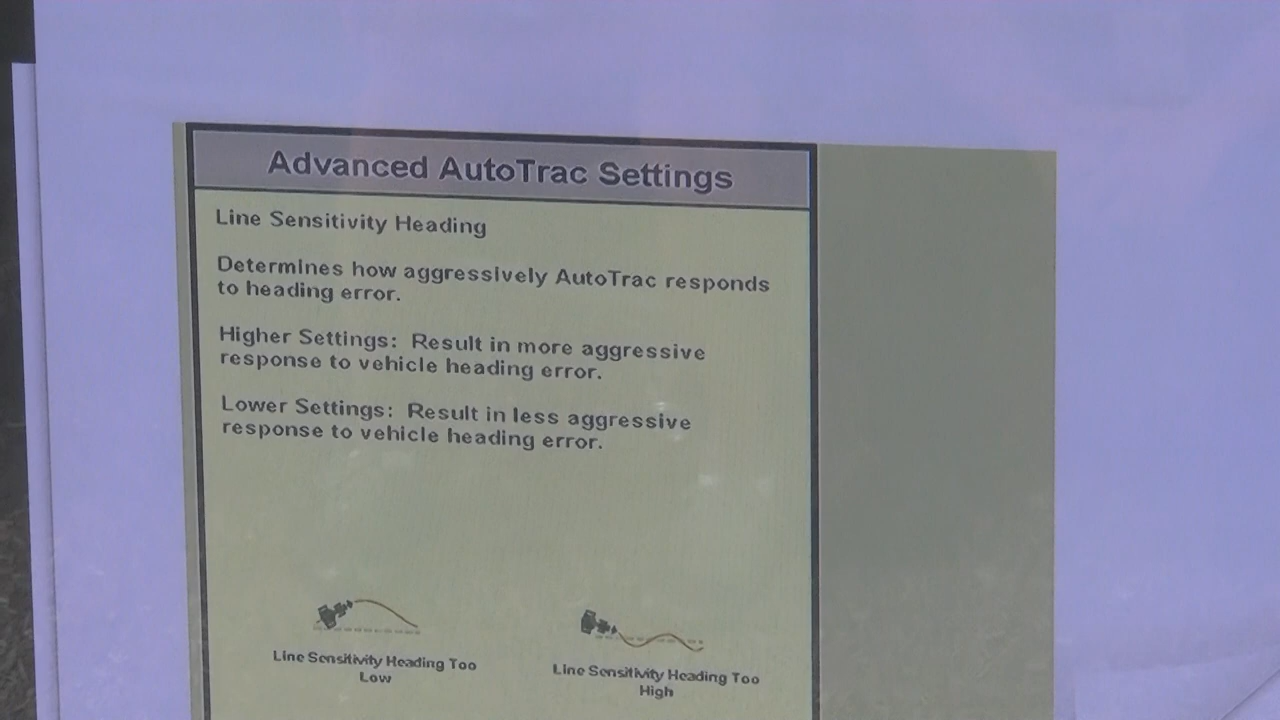 Advanced AutoTrac Settings
Line Sensitivity Heading
Determines how aggressively AutoTrac responds
to heading error.
Higher Settings: Result in more aggressive
response to vehicle heading error.
Lower Settings: Result in less aggressive
response to vehicle heading error.
Line Sensitivity Heading Too
Low
Line Sensitivity Heading Too
High